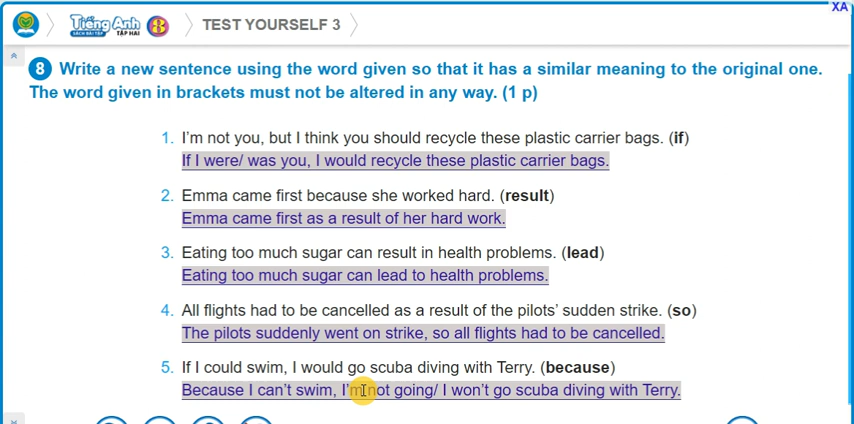 XA
Tiếng Anh 8
SÁCH BÀI TẬP TẬP HAI
TEST YOURSELF 3
8 Write a new sentence using the word given so that it has a similar meaning to the original one.
The word given in brackets must not be altered in any way. (1 p)
1. I'm not you, but I think you should recycle these plastic carrier bags. (if)
If I were/ was you, I would recycle these plastic carrier bags.
2. Emma came first because she worked hard. (result)
Emma came first as a result of her hard work.
3. Eating too much sugar can result in health problems. (lead)
Eating too much sugar can lead to health problems.
4. All flights had to be cancelled as a result of the pilots' sudden strike. (so)
The pilots suddenly went on strike, so all flights had to be cancelled.
5. If I could swim, I would go scuba diving with Terry. (because)
Because I can't swim, I'm not going/ I won't go scuba diving with Terry.